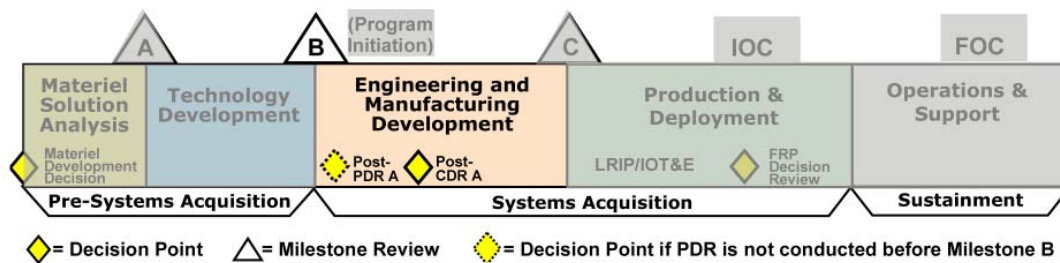 A
B
(Program
Initiation)
C
IOC
FOC
Materiel
Solution
Analysis
Technology
Development
Engineering and
Manufacturing
Development
Production &
Deployment
Operations &
Support
Materiel
Development
Decision
Post-
PDR A
Post-
CDR A
LRIP/IOT&E
FRP
Decision
Review
Pre-Systems Acquisition
Systems Acquisition
Sustainment
= Decision Point
= Milestone Review
= Decision Point if PDR is not conducted before Milestone B